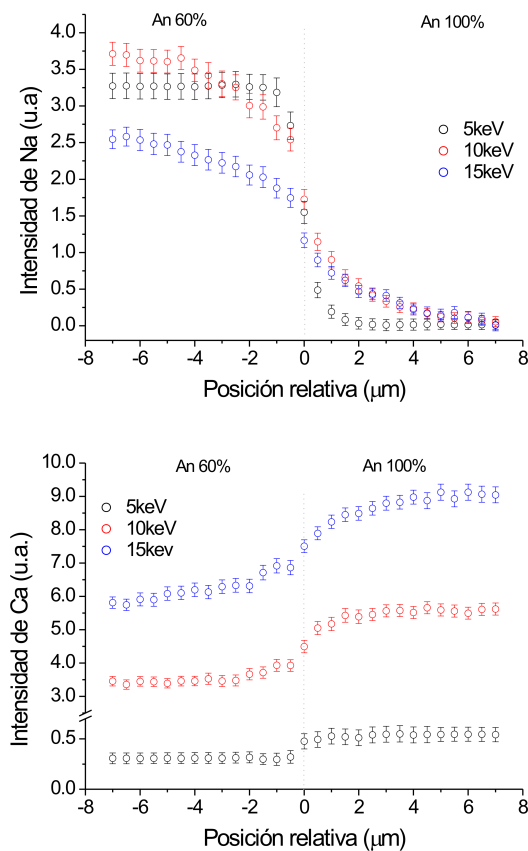 An 60%
An 100%
4.0
3.5
3.0
2.5
2.0
1.5
1.0
0.5
0.0
Intensidad de Na (u.a)
5keV
10keV
15keV
-8
-6
-4
-2
0
2
4
6
8
Posición relativa (µm)
An 60%
An 100%
10.0
9.0
8.0
7.0
6.0
5.0
4.0
3.0
0.5
0.0
Intensidad de Ca (u.a.)
5keV
10keV
15kev
-8
-6
-4
-2
0
2
4
6
8
Posición relativa (µm)